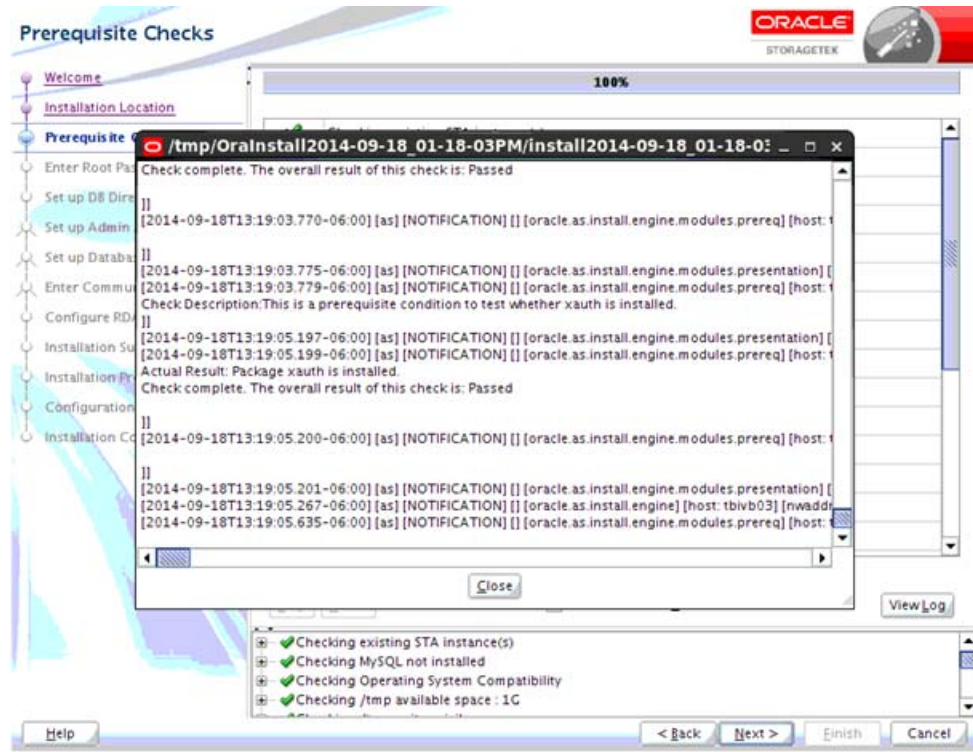 Prerequisite Checks
ORACLE
STORAGETEK
Welcome
Installation Location
Prerequisite
Enter Root Pas
Set up DB Dire
Set up Admin
Set up Databa
Enter Commu
Configure RDA
Installation Su
Installation Pr
Configuration
Installation Co
100%
/tmp/OraInstall2014-09-18_01-18-03PM/install2014-09-18_01-18-03
Check complete. The overall result of this check is: Passed
]]
[2014-09-18T13:19:03.770-06:00] [as] [NOTIFICATION] [] [oracle.as.install.engine.modules.prereq] [host: t
]]
[2014-09-18T13:19:03.775-06:00] [as] [NOTIFICATION] [] [oracle.as.install.engine.modules.presentation] [
[2014-09-18T13:19:03.779-06:00] [as] [NOTIFICATION] [] [oracle.as.install.engine.modules.prereq] [host: t
Check Description:This is a prerequisite condition to test whether xauth is installed.
]]
[2014-09-18T13:19:05.197-06:00] [as] [NOTIFICATION] [] [oracle.as.install.engine.modules.presentation] [
[2014-09-18T13:19:05.199-06:00] [as] [NOTIFICATION] [] [oracle.as.install.engine.modules.prereq] [host: t
Actual Result: Package xauth is installed.
Check complete. The overall result of this check is: Passed
]]
[2014-09-18T13:19:05.200-06:00] [as] [NOTIFICATION] [] [oracle.as.install.engine.modules.prereq] [host: t
]]
[2014-09-18T13:19:05.201-06:00] [as] [NOTIFICATION] [] [oracle.as.install.engine.modules.presentation] [
[2014-09-18T13:19:05.267-06:00] [as] [NOTIFICATION] [] [oracle.as.install.engine] [host: tbivb03] [nwaddr
[2014-09-18T13:19:05.635-06:00] [as] [NOTIFICATION] [] [oracle.as.install.engine.modules.prereq] [host: t
Close
View Log
Checking existing STA instance(s)
Checking MySQL not installed
Checking Operating System Compatibility
Checking /tmp available space : 1G
Help
< Back
Next >
Finish
Cancel